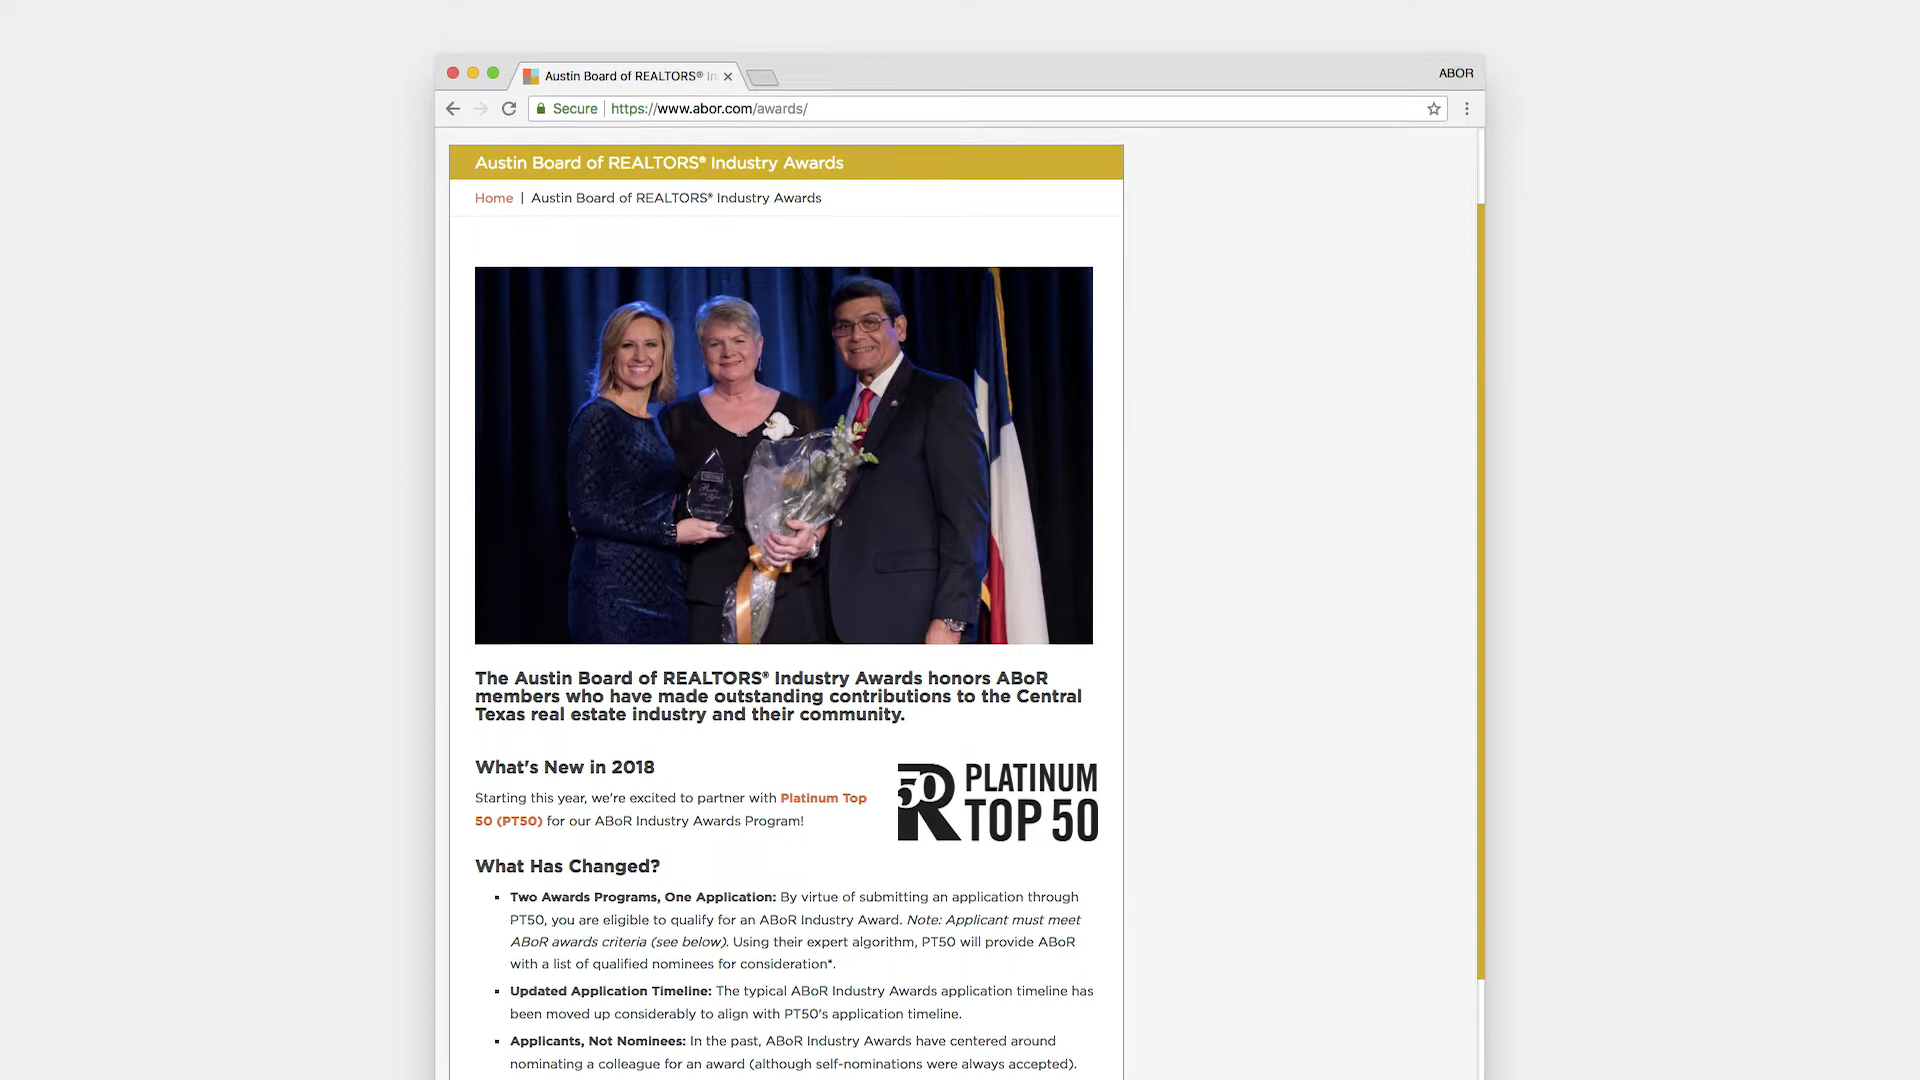 Austin Board of REALTORS® In
ABOR
Secure | https://www.abor.com/awards/
Austin Board of REALTORS® Industry Awards
Home | Austin Board of REALTORS® Industry Awards
The Austin Board of REALTORS® Industry Awards honors ABoR
members who have made outstanding contributions to the Central
Texas real estate industry and their community.
What's New in 2018
Starting this year, we're excited to partner with Platinum Top
50 (PT50) for our ABoR Industry Awards Program!
50 R PLATINUM
TOP 50
What Has Changed?
▪ Two Awards Programs, One Application: By virtue of submitting an application through
PT50, you are eligible to qualify for an ABoR Industry Award. Note: Applicant must meet
ABoR awards criteria (see below). Using their expert algorithm, PT50 will provide ABoR
with a list of qualified nominees for consideration*.
▪ Updated Application Timeline: The typical ABoR Industry Awards application timeline has
been moved up considerably to align with PT50's application timeline.
▪ Applicants, Not Nominees: In the past, ABoR Industry Awards have centered around
nominating a colleague for an award (although self-nominations were always accepted).